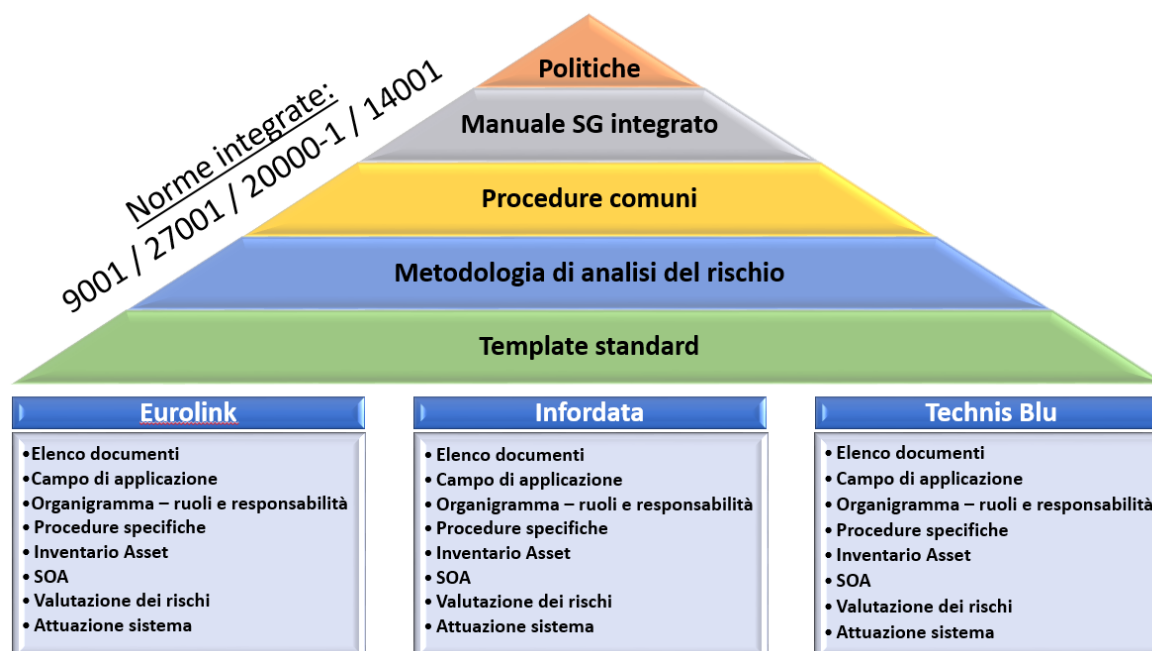 Politiche
Manuale SG integrato
Procedure comuni
Metodologia di analisi del rischio
Template standard
Norme integrate:
9001 / 27001 / 20000-1 / 14001
Eurolink
•Elenco documenti
•Campo di applicazione
•Organigramma – ruoli e responsabilità
• Procedure specifiche
• Inventario Asset
• SOA
• Valutazione dei rischi
• Attuazione sistema
Infordata
• Elenco documenti
• Campo di applicazione
• Organigramma – ruoli e responsabilità
• Procedure specifiche
• Inventario Asset
• SOA
• Valutazione dei rischi
• Attuazione sistema
Technis Blu
• Elenco documenti
• Campo di applicazione
• Organigramma – ruoli e responsabilità
• Procedure specifiche
• Inventario Asset
• SOA
• Valutazione dei rischi
• Attuazione sistema